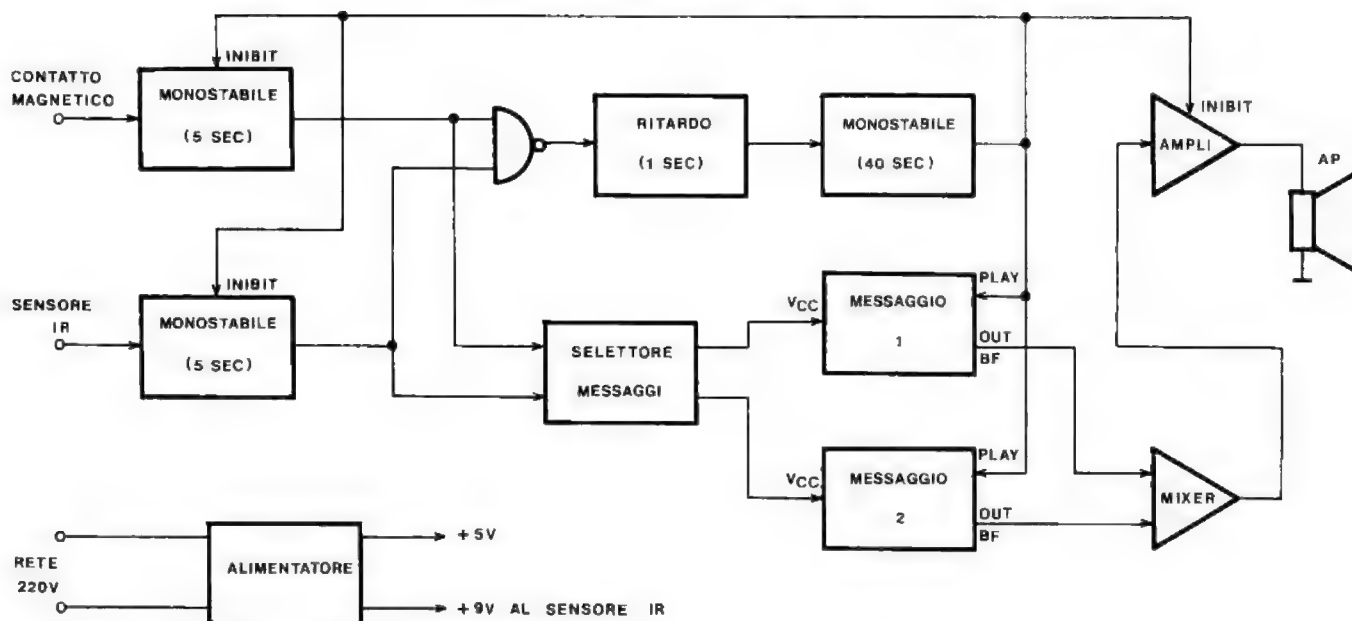 INIBIT
CONTATTO
MAGNETICO
MONOSTABILE
(5 SEC)
RITARDO
(1 SEC)
MONOSTABILE
(40 SEC)
INIBIT
AMPLI
AP
INIBIT
SENSORE
IR
MONOSTABILE
(5 SEC)
SELETTORE
MESSAGGI
VCC
MESSAGGIO
1
PLAY
OUT
BF
VCC
MESSAGGIO
2
PLAY
OUT
BF
MIXER
RETE
220V
ALIMENTATORE
+5V
+9V AL SENSORE IR